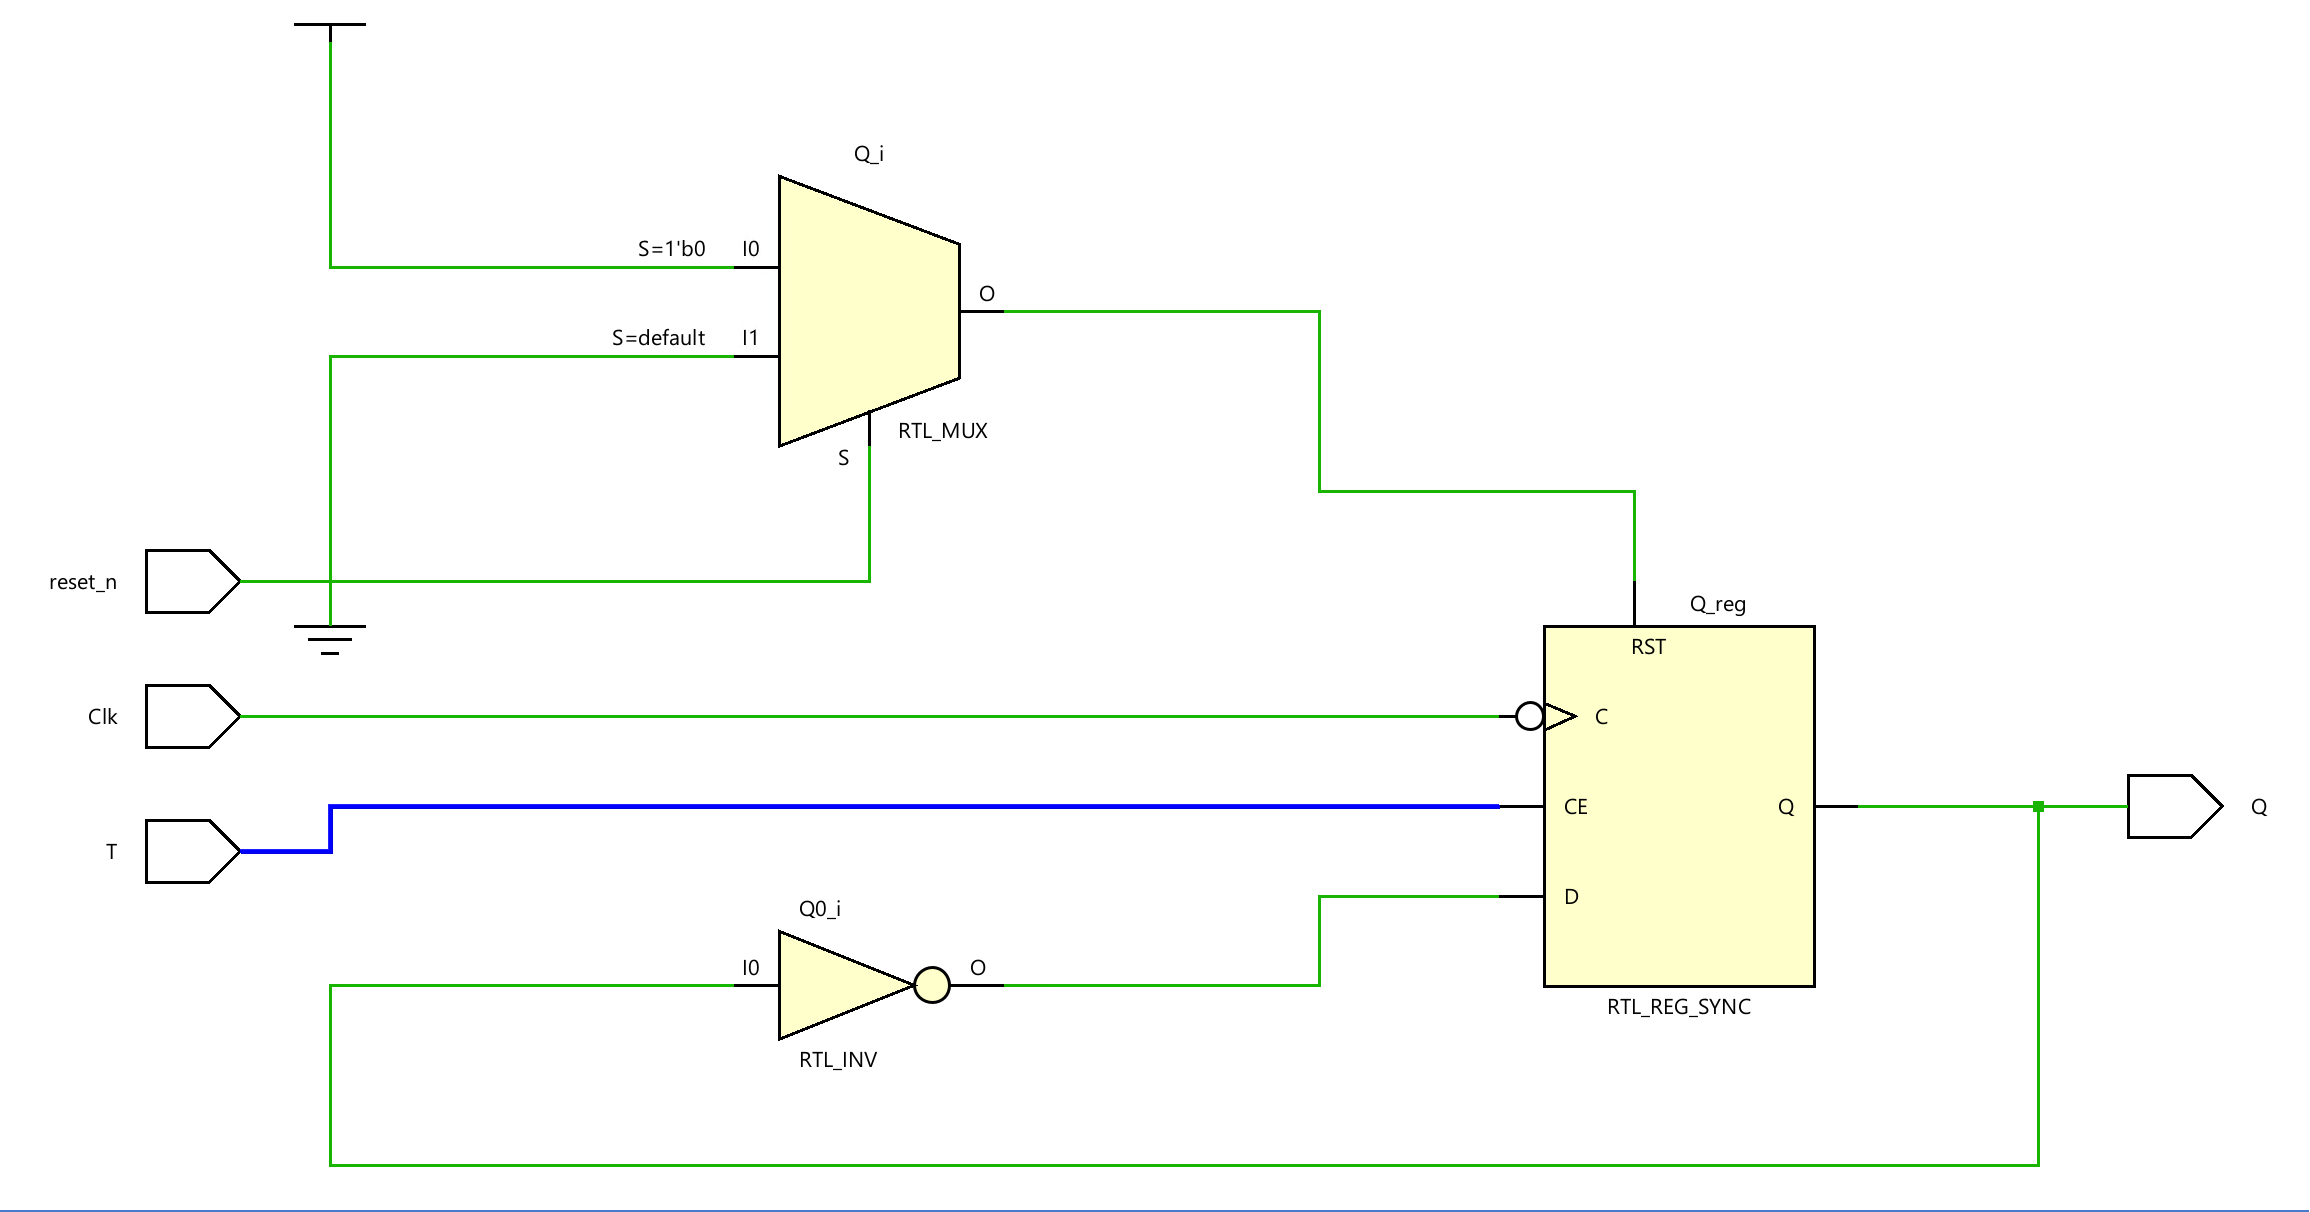 Q_i
S=1'b0 I0
O
S=default I1
RTL_MUX
S
reset_n
Q_reg
RST
Clk
C
CE
Q
Q
T
D
Q0_i
I0
O
RTL_REG_SYNC
RTL_INV